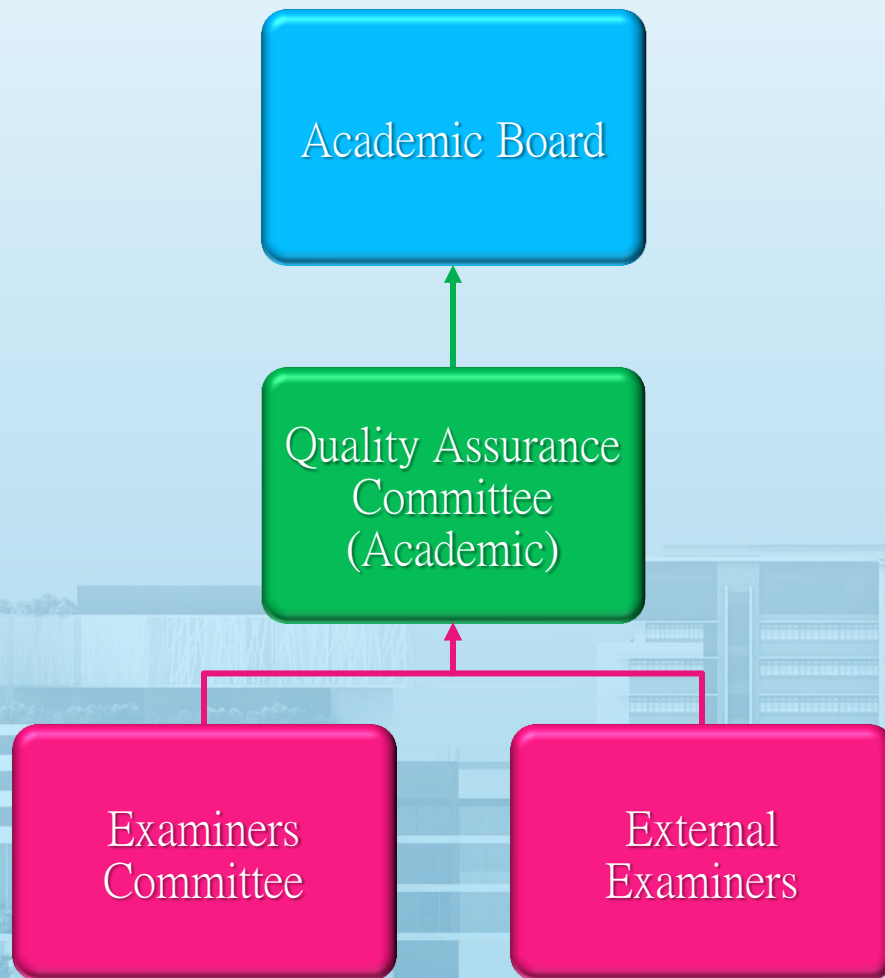 Academic Board
Quality Assurance
Committee
(Academic)
Examiners
Committee
External
Examiners